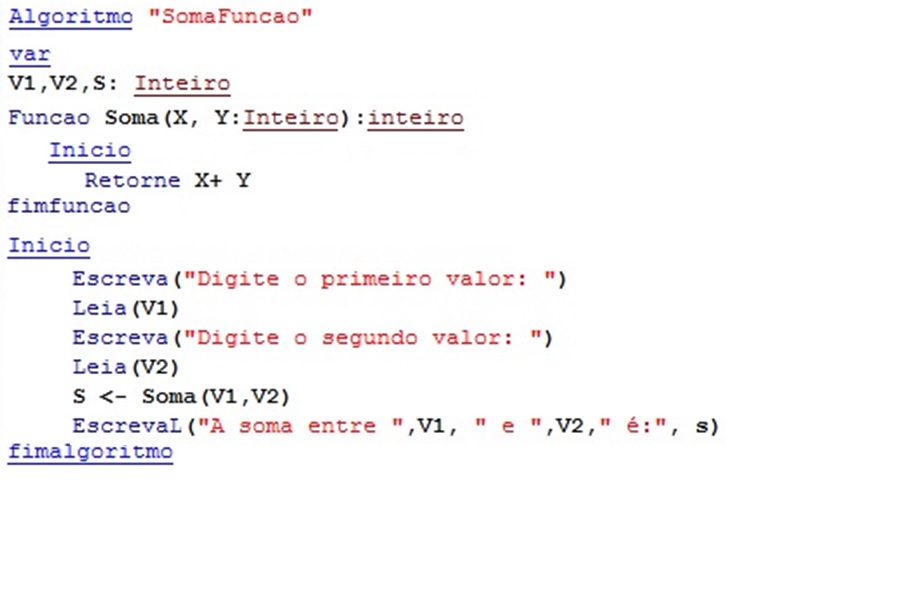 Algoritmo "SomaFuncao"
var
V1,V2,S: Inteiro
Funcao Soma(X, Y:Inteiro):inteiro
Inicio
Retorne X+ Y
fimfuncao
Inicio
Escreva("Digite o primeiro valor: ")
Leia(V1)
Escreva("Digite o segundo valor: ")
Leia(V2)
S <- Soma(V1,V2)
EscrevaL("A soma entre ",V1, " e ",V2," é:", s)
fimalgoritmo